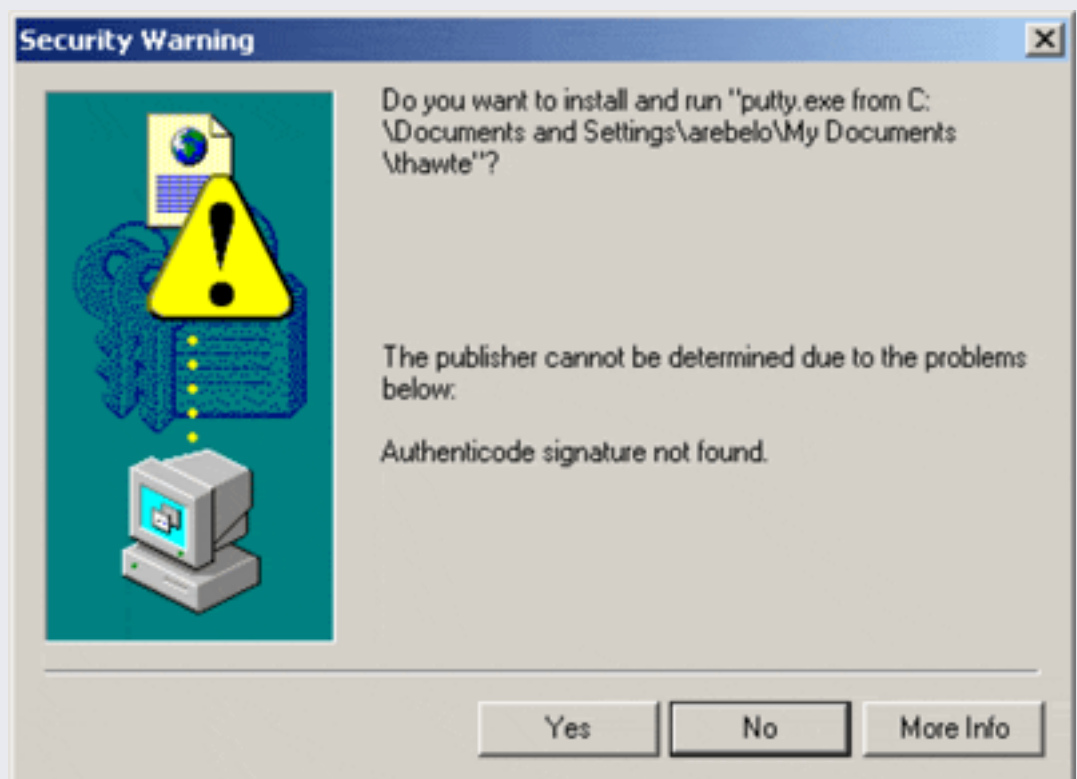 Security Warning
Do you want to install and run "putty.exe from C:
\Documents and Settings\arebelo\My Documents
\thawte"?
The publisher cannot be determined due to the problems
below:
Authenticode signature not found.
Yes
No
More Info